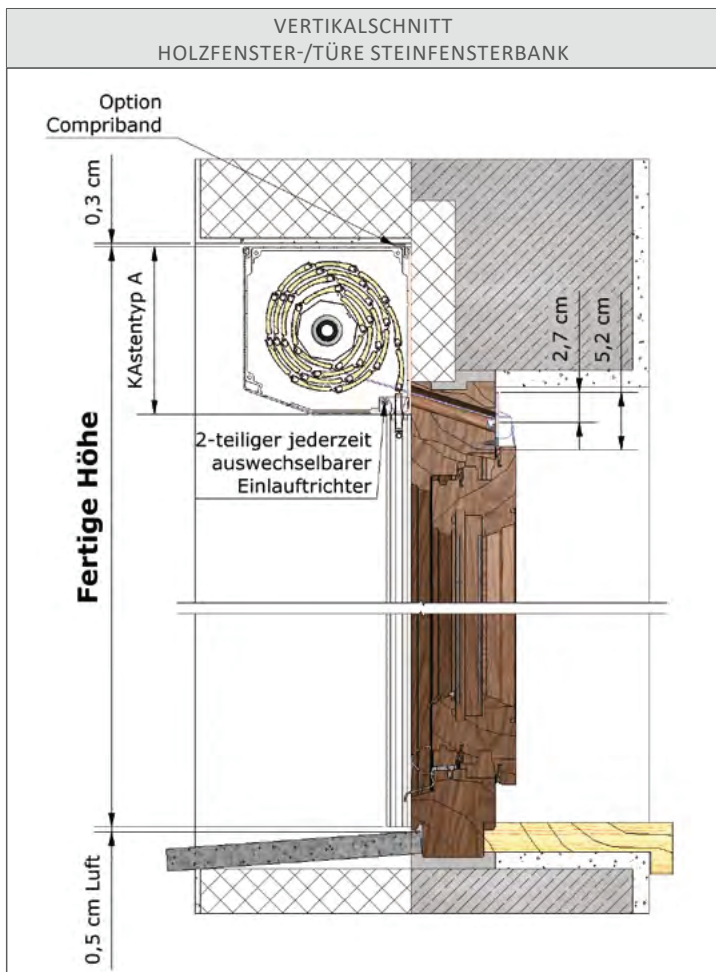 VERTIKALSCHNITT
HOLZFENSTER-/TÜRE STEINFENSTERBANK
Option
Compriband
0,3 cm
KAstentyp A
2,7 cm
5,2 cm
2-teiliger jederzeit
auswechselbarer
Einlauftrichter
Fertige Höhe
0,5 cm Luft